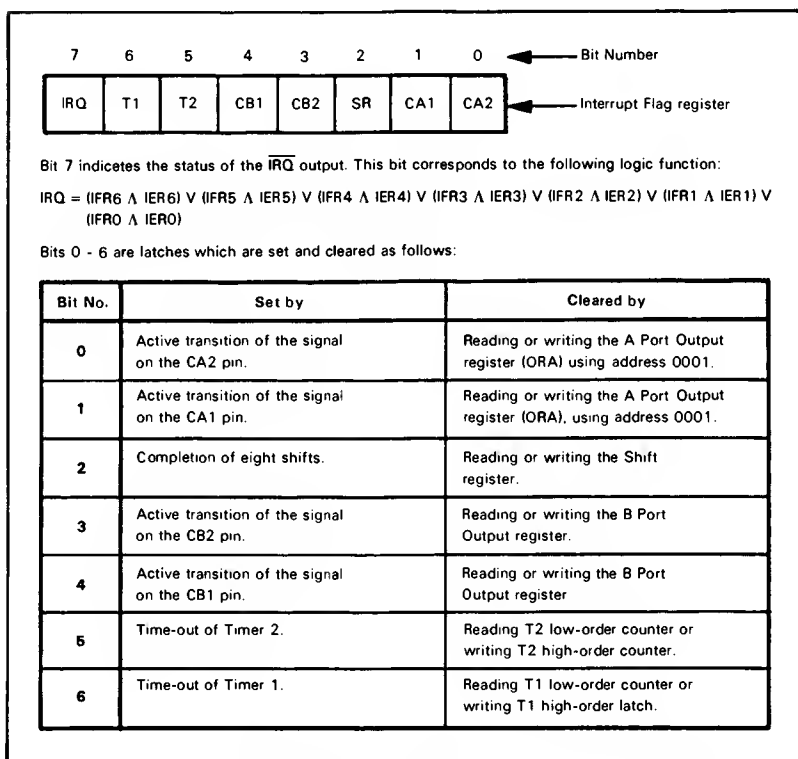 7 6 5 4 3 2 1 0 Bit Number
IRQ T1 T2 CB1 CB2 SR CA1 CA2 Interrupt Flag register
Bit 7 indicetes the status of the IRQ output. This bit corresponds to the following logic function:
IRQ = (IFR6 Λ IER6) V (IFR5 Λ IER5) V (IFR4 Λ IER4) V (IFR3 Λ IER3) V (IFR2 Λ IER2) V (IFR1 Λ IER1) V
(IFR0 Λ IER0)
Bits 0 - 6 are latches which are set and cleared as follows:
Bit No. Set by Cleared by
0 Active transition of the signal Reading or writing the A Port Output
on the CA2 pin. register (ORA) using address 0001.
1 Active transition of the signal Reading or writing the A Port Output
on the CA1 pin. register (ORA), using address 0001.
2 Completion of eight shifts. Reading or writing the Shift
register.
3 Active transition of the signal Reading or writing the B Port
on the CB2 pin. Output register.
4 Active transition of the signal Reading or writing the B Port
on the CB1 pin. Output register
5 Time-out of Timer 2. Reading T2 low-order counter or
writing T2 high-order counter.
6 Time-out of Timer 1. Reading T1 low-order counter or
writing T1 high-order latch.